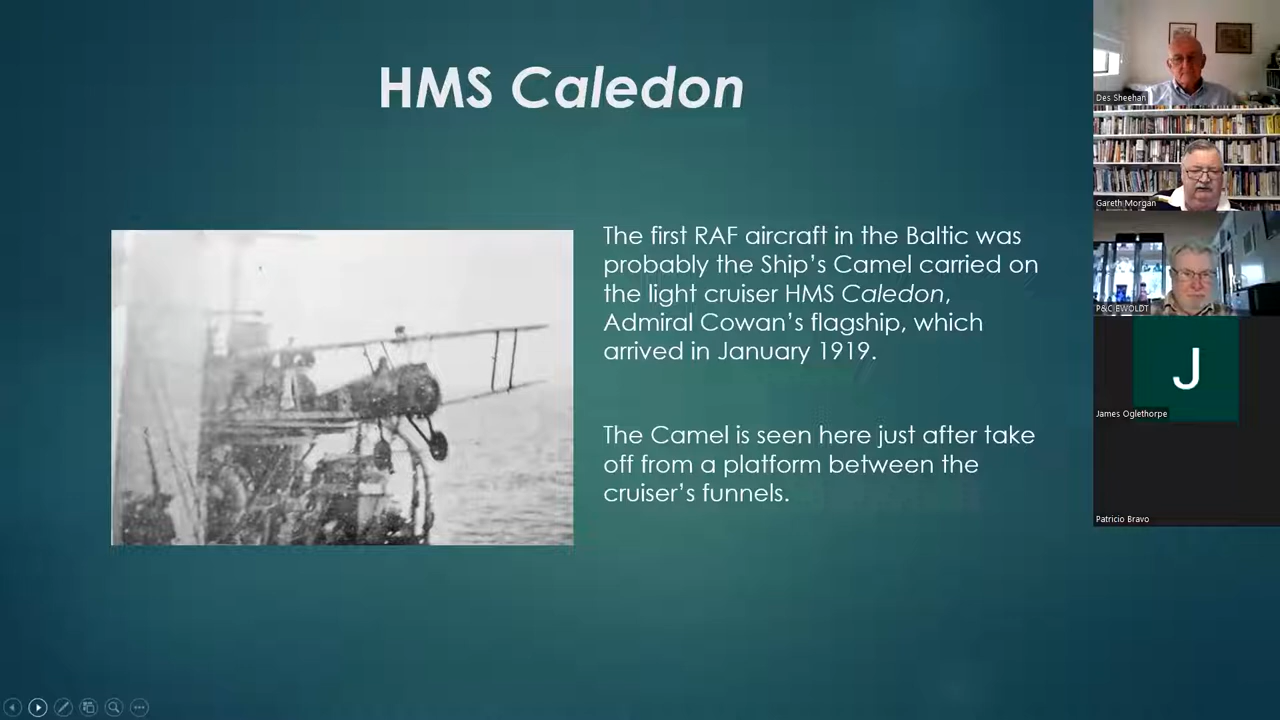 HMS Caledon
The first RAF aircraft in the Baltic was
probably the Ship’s Camel carried on
the light cruiser HMS Caledon,
Admiral Cowan’s flagship, which
arrived in January 1919.
The Camel is seen here just after take
off from a platform between the
cruiser’s funnels.
Des Sheehan
Gareth Morgan
P&C EWOLDT
J
James Oglethorpe
Patricio Bravo